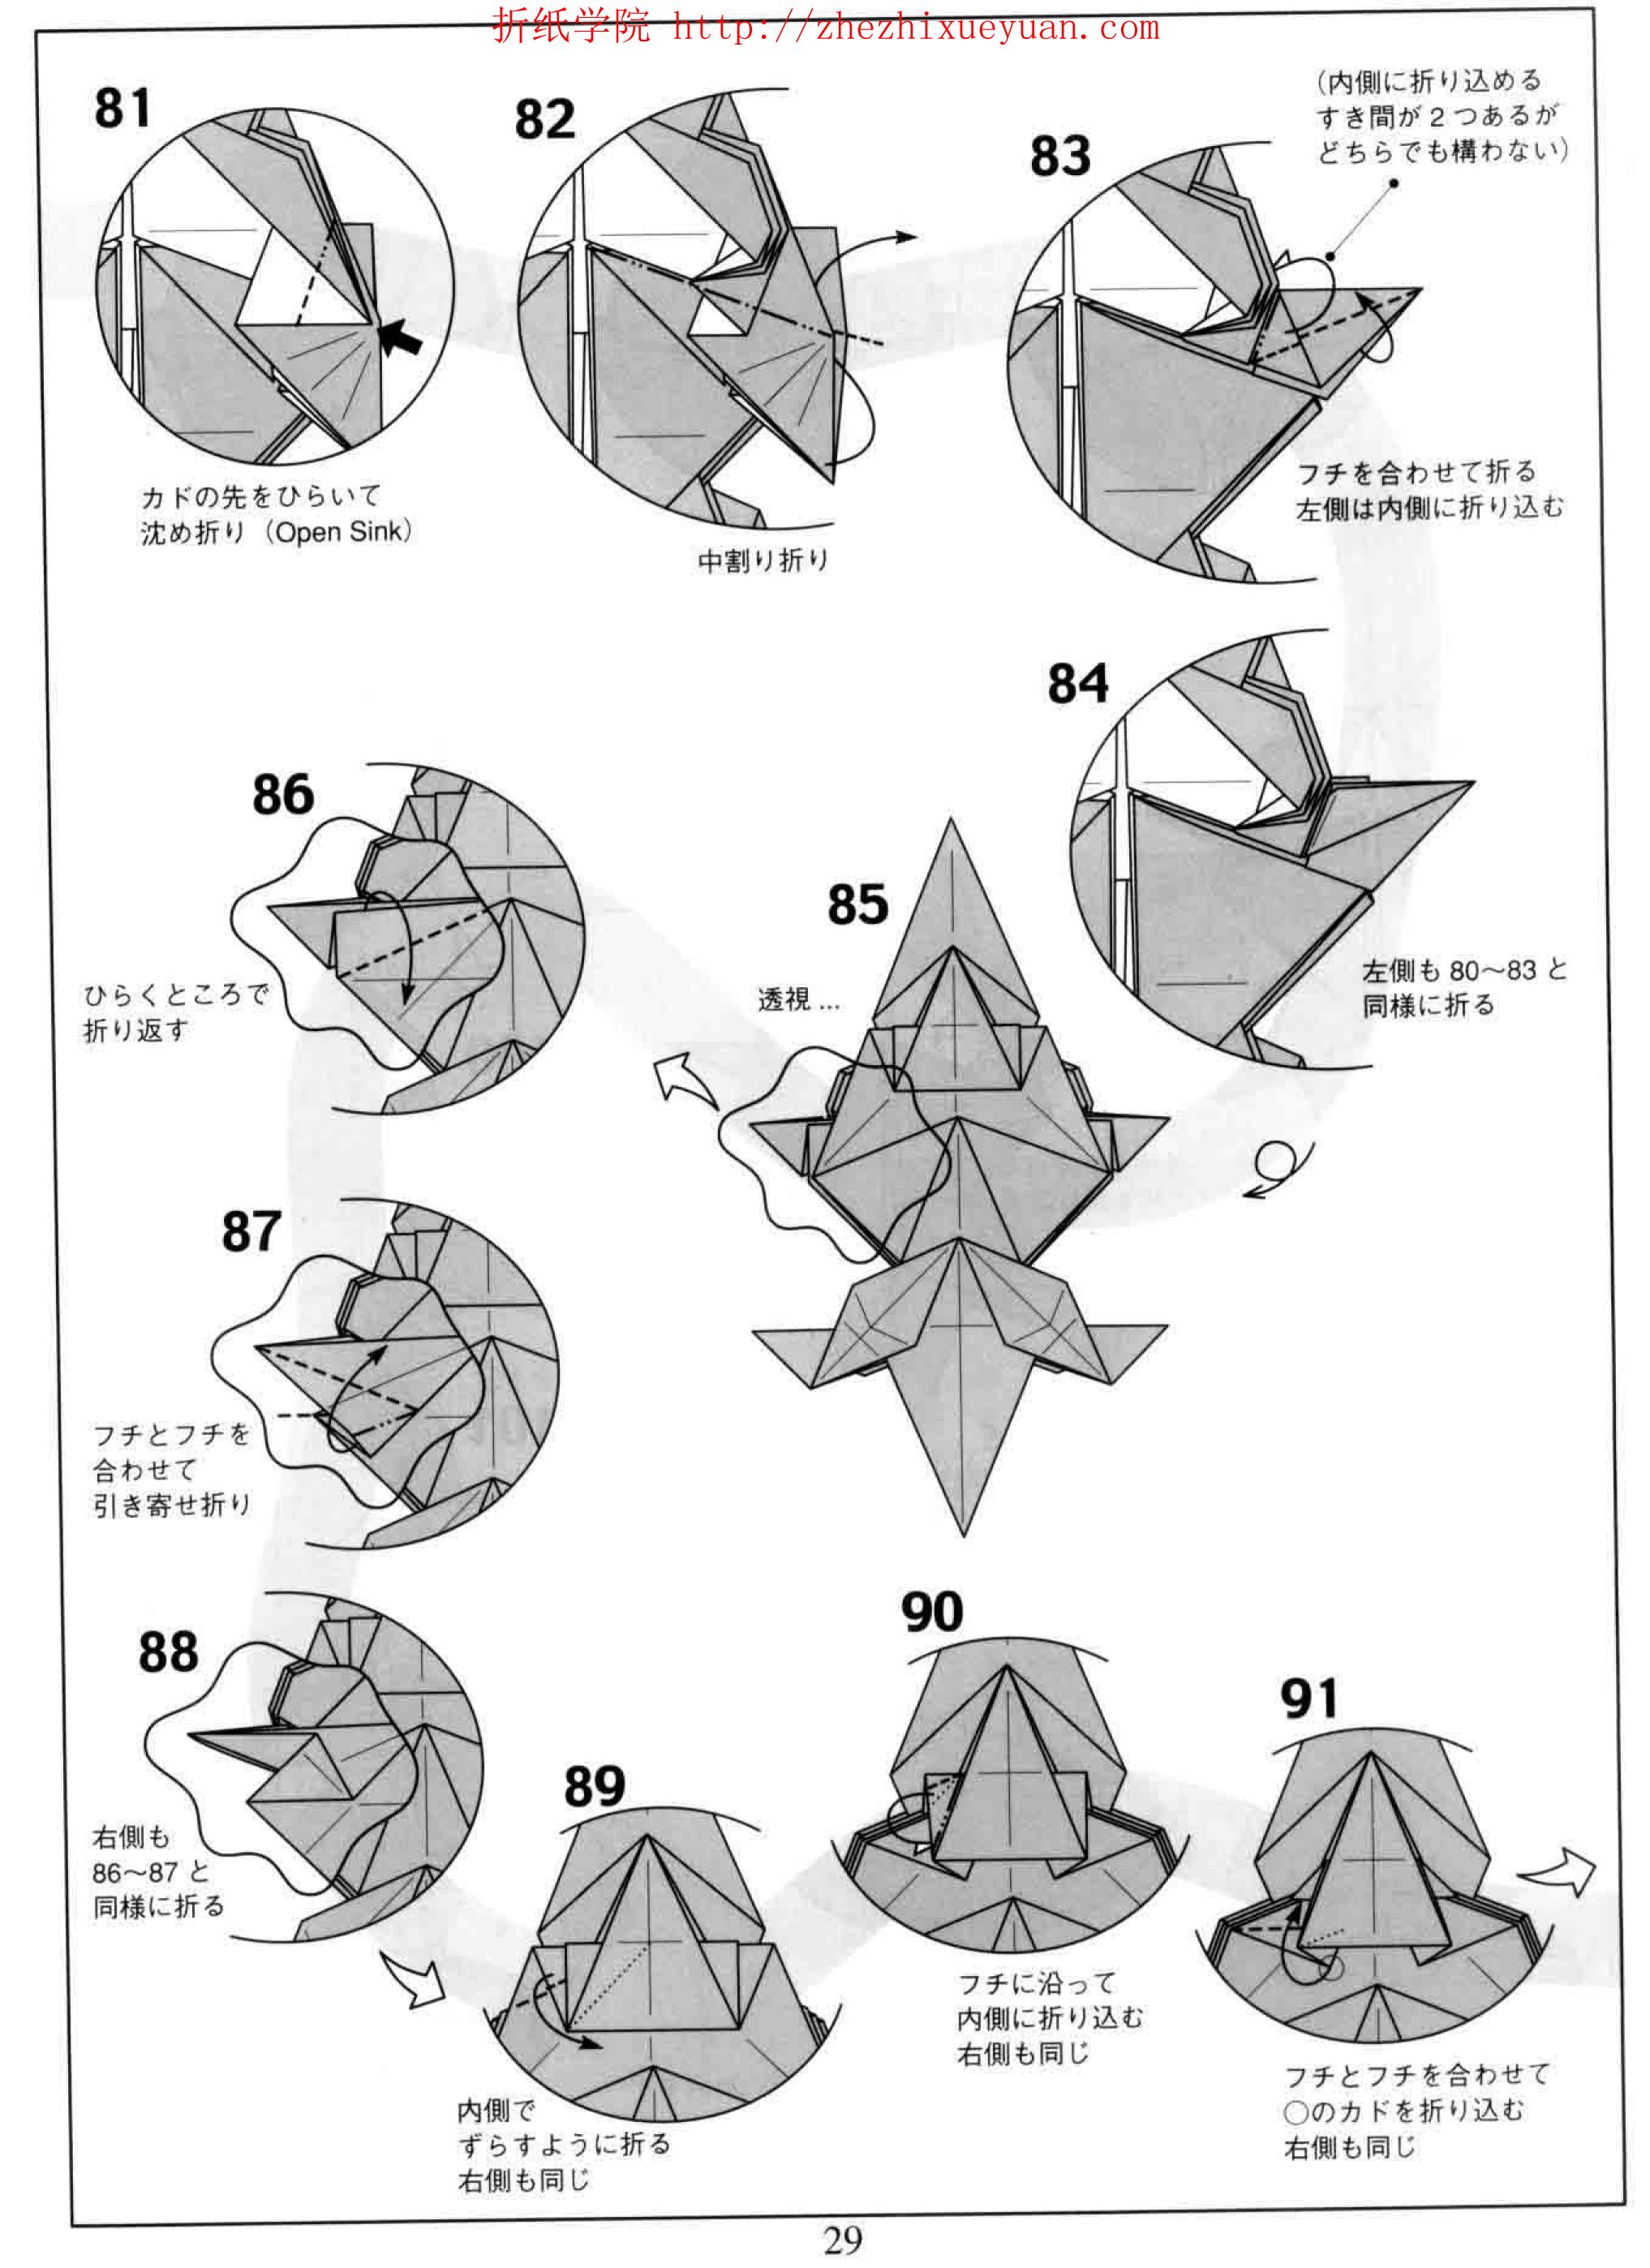 折纸学院 http://zhezhixueyuan.com
81
カドの先をひらいて
沈め折り（Open Sink）
82
中割り折り
83
（内側に折り込める
すき間が２つあるが
どちらでも構わない）
フチを合わせて折る
左側は内側に折り込む
84
左側も 80～83 と
同様に折る
85
透視 ...
86
ひらくところで
折り返す
87
フチとフチを
合わせて
引き寄せ折り
88
右側も
86～87 と
同様に折る
89
内側で
ずらすように折る
右側も同じ
90
フチに沿って
内側に折り込む
右側も同じ
91
フチとフチを合わせて
○のカドを折り込む
右側も同じ
29